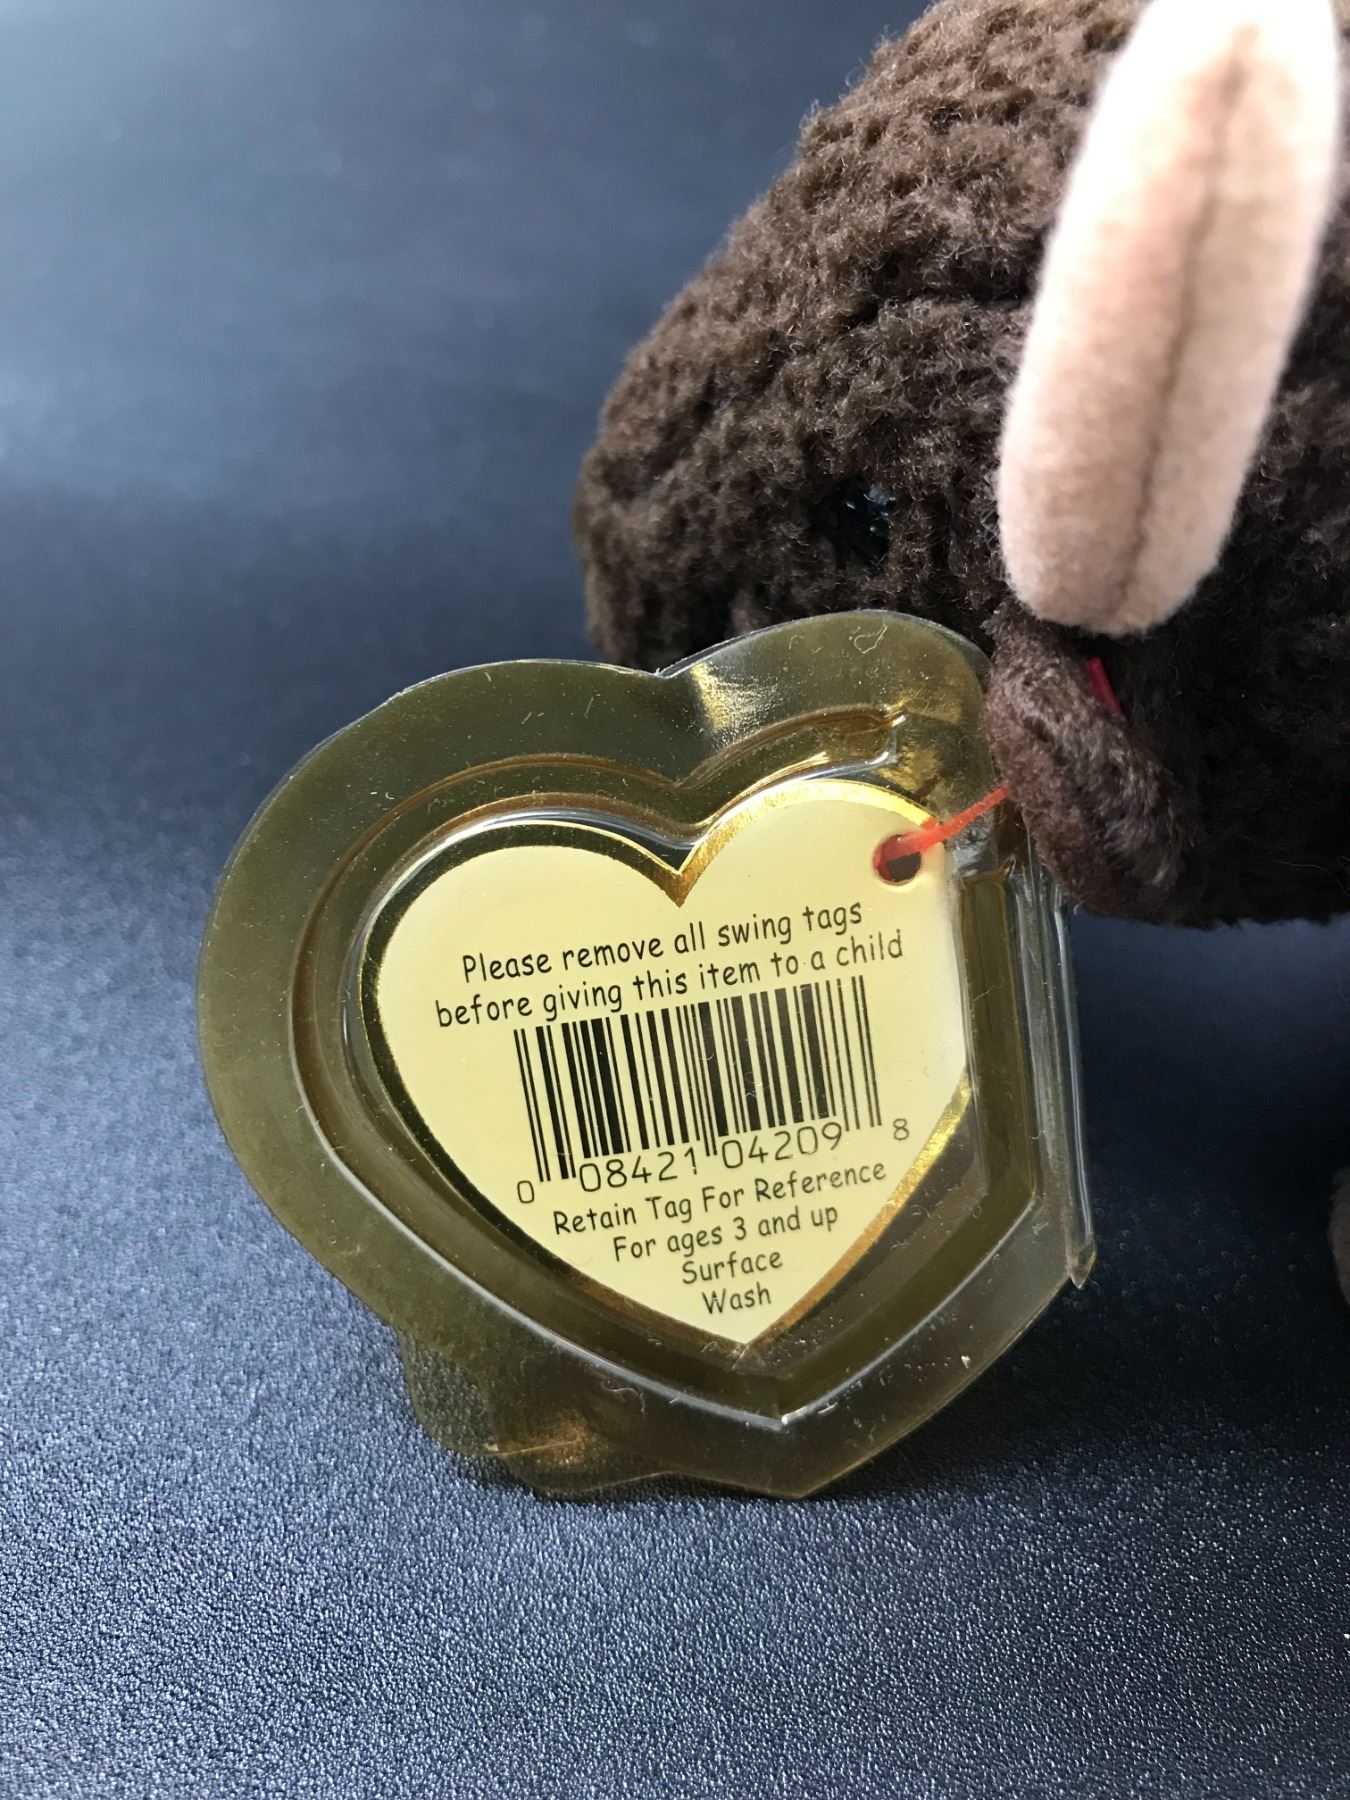 Please remove all swing tags
before giving this item to a child
0 08421 04209 8
Retain Tag For Reference
For ages 3 and up
Surface
Wash